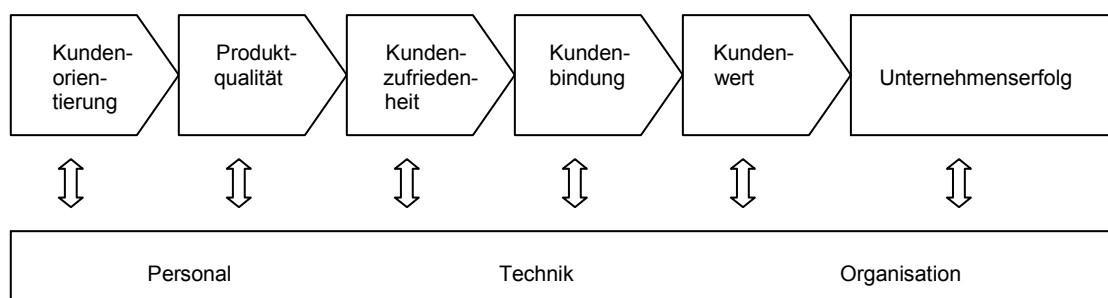 Kunden-
orien-
tierung
Produkt-
qualität
Kunden-
zufrieden-
heit
Kunden-
bindung
Kunden-
wert
Unternehmenserfolg
Personal
Technik
Organisation